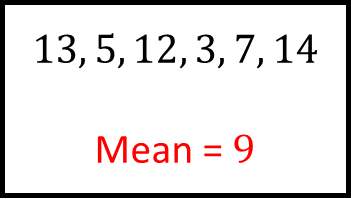 13, 5, 12, 3, 7, 14
Mean = 9